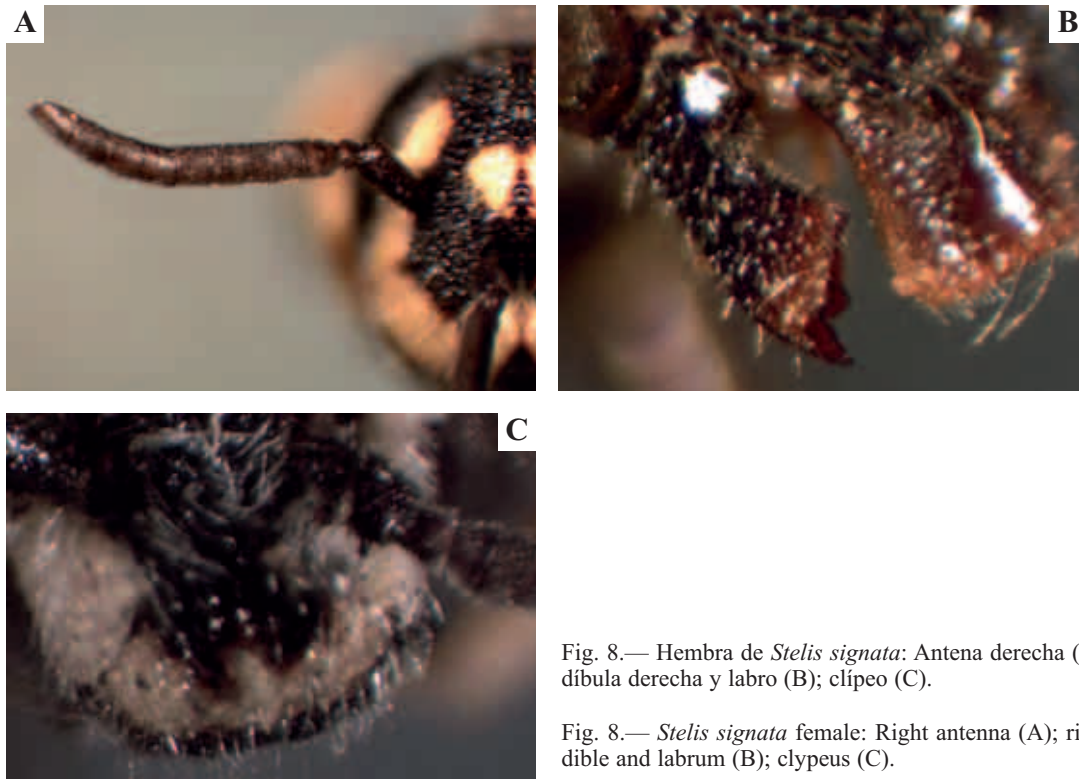 A
B
C
Fig. 8.— Hembra de Stelis signata: Antena derecha (
díbula derecha y labro (B); clípeo (C).
Fig. 8.— Stelis signata female: Right antenna (A); ri
dible and labrum (B); clypeus (C).